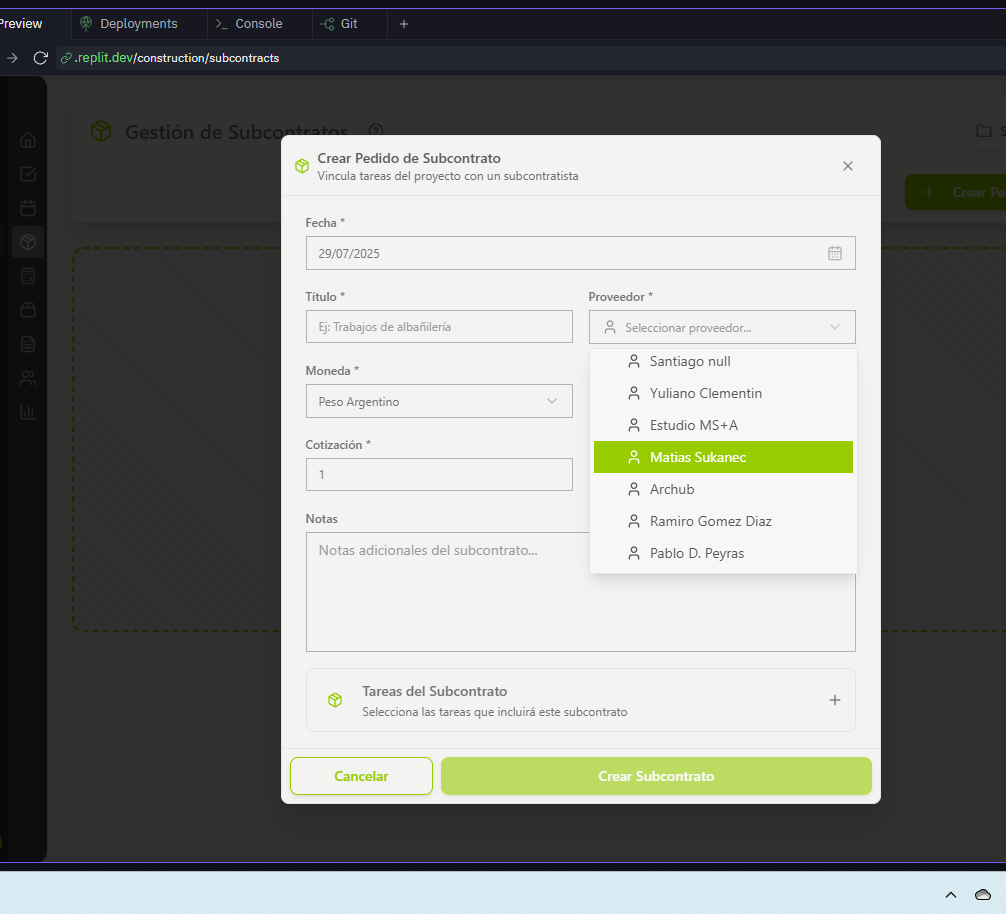 Preview Deployments Console Git
.replit.dev/construction/subcontracts
Gestión de Subcontratos
Crear Pedido de Subcontrato
Vincula tareas del proyecto con un subcontratista
Crear Pe
Fecha *
29/07/2025
Título * Proveedor *
Ej: Trabajos de albañilería Seleccionar proveedor...
Santiago null
Moneda *
Yuliano Clementin
Peso Argentino
Estudio MS+A
Cotización *
Matias Sukanec
1
Archub
Notas
Ramiro Gomez Diaz
Notas adicionales del subcontrato...
Pablo D. Peyras
Tareas del Subcontrato
Selecciona las tareas que incluirá este subcontrato
Cancelar Crear Subcontrato